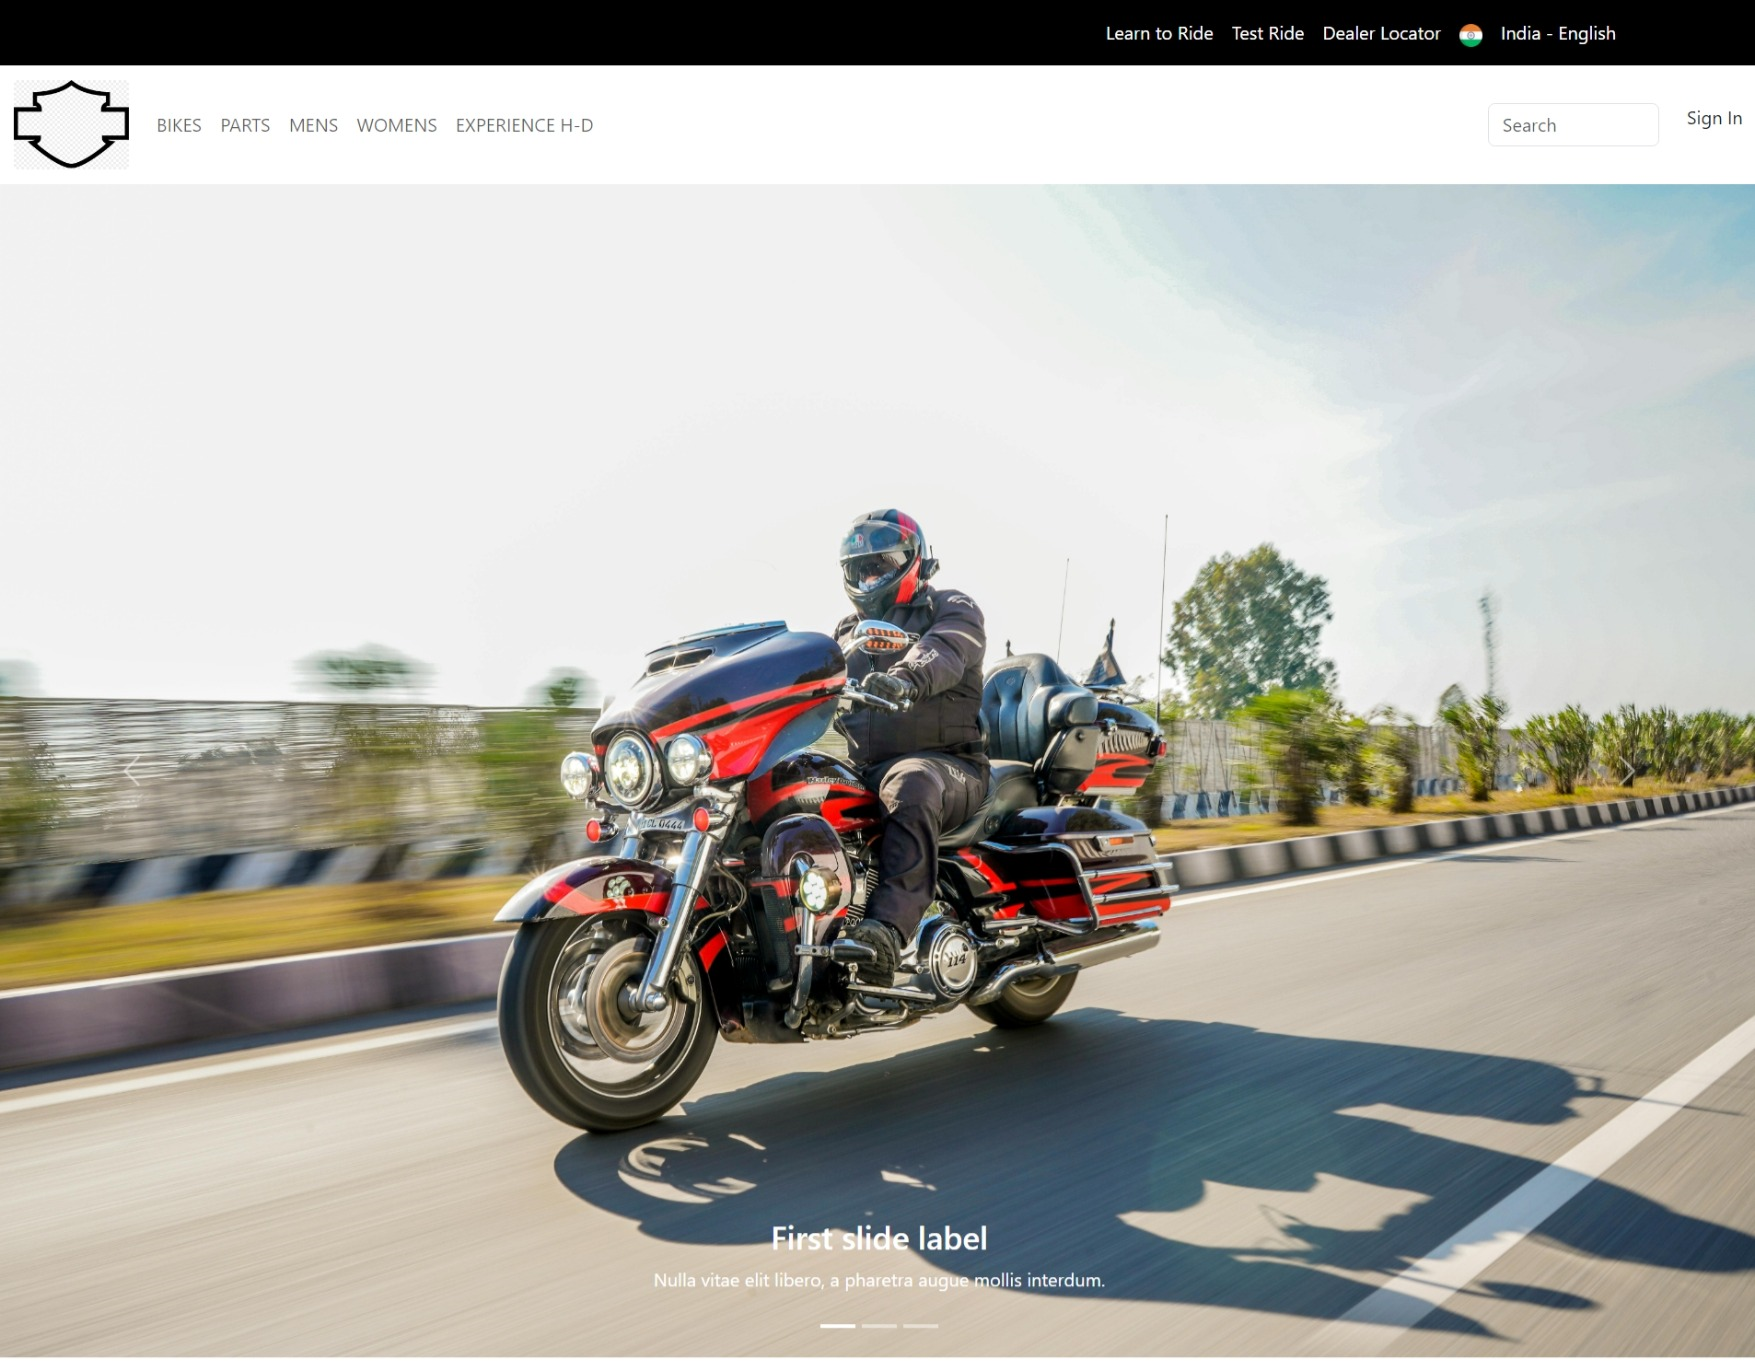 Learn to Ride Test Ride Dealer Locator India - English
BIKES PARTS MENS WOMENS EXPERIENCE H-D
Search
Sign In
114
First slide label
Nulla vitae elit libero, a pharetra augue mollis interdum.